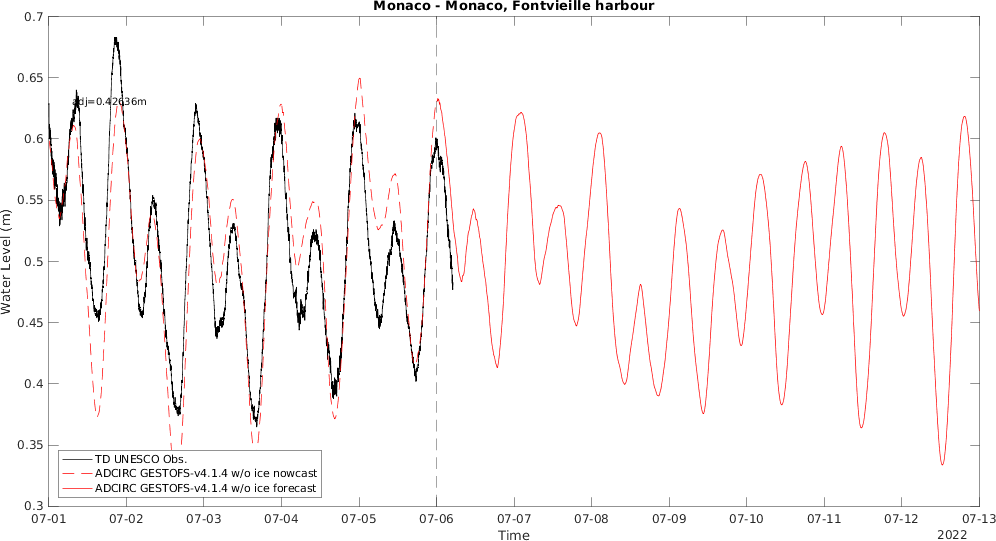 Monaco - Monaco, Fontvieille harbour
0.7
0.65
adj=0.42636m
0.6
0.55
0.5
0.45
0.4
0.35
0.3
Water Level (m)
TD UNESCO Obs.
ADCIRC GESTOFS-v4.1.4 w/o ice nowcast
ADCIRC GESTOFS-v4.1.4 w/o ice forecast
07-01 07-02 07-03 07-04 07-05 07-06 07-07 07-08 07-09 07-10 07-11 07-12 07-13
Time
2022